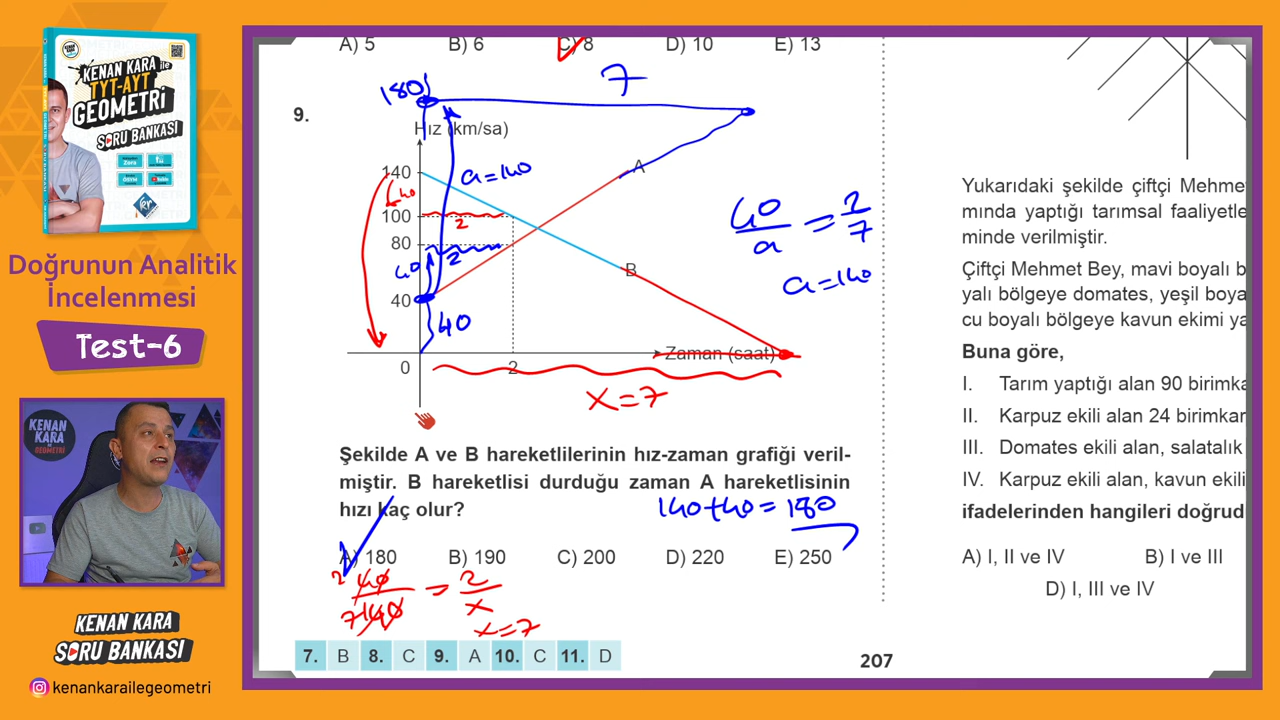 KENAN KARA ile
TYT-AYT
GEOMETRİ
SORU BANKASI
Doğrunun Analitik
İncelenmesi
Test-6
KENAN
KARA
GEOMETRİ
KENAN KARA
SORU BANKASI
kenankarailegeometri
A) 5 B) 6 C) 8 D) 10 E) 13
9.
180
7
Hız (km/sa)
140
40
a=140
A
100
2
80
40
2
B
40
40
0
2
Zaman (saat)
x=7
40/a = 2/7
a=140
Şekilde A ve B hareketlilerinin hız-zaman grafiği veril-
miştir. B hareketlisi durduğu zaman A hareketlisinin
hızı kaç olur?
140+40=180
A) 180 B) 190 C) 200 D) 220 E) 250
2 40/140 7 = 2/x
x=7
7. B 8. C 9. A 10. C 11. D
207
Yukarıdaki şekilde çiftçi Mehmet
mında yaptığı tarımsal faaliyetle
minde verilmiştir.
Çiftçi Mehmet Bey, mavi boyalı b
yalı bölgeye domates, yeşil boya
cu boyalı bölgeye kavun ekimi ya
Buna göre,
I. Tarım yaptığı alan 90 birimka
II. Karpuz ekili alan 24 birimkar
III. Domates ekili alan, salatalık
IV. Karpuz ekili alan, kavun ekili
ifadelerinden hangileri doğrud
A) I, II ve IV B) I ve III
D) I, III ve IV